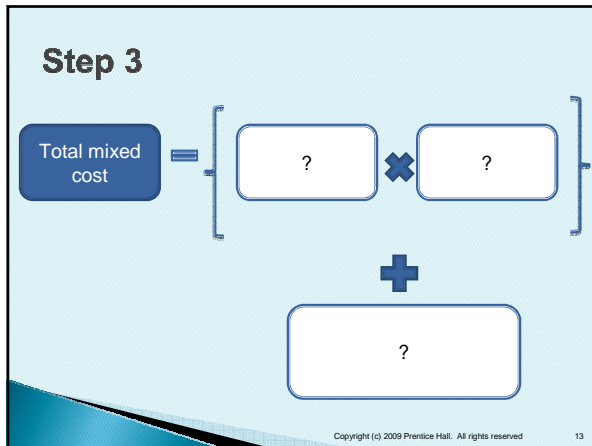 Step 3
Total mixed
cost
=
?
×
?
+
?
Copyright (c) 2009 Prentice Hall. All rights reserved
13